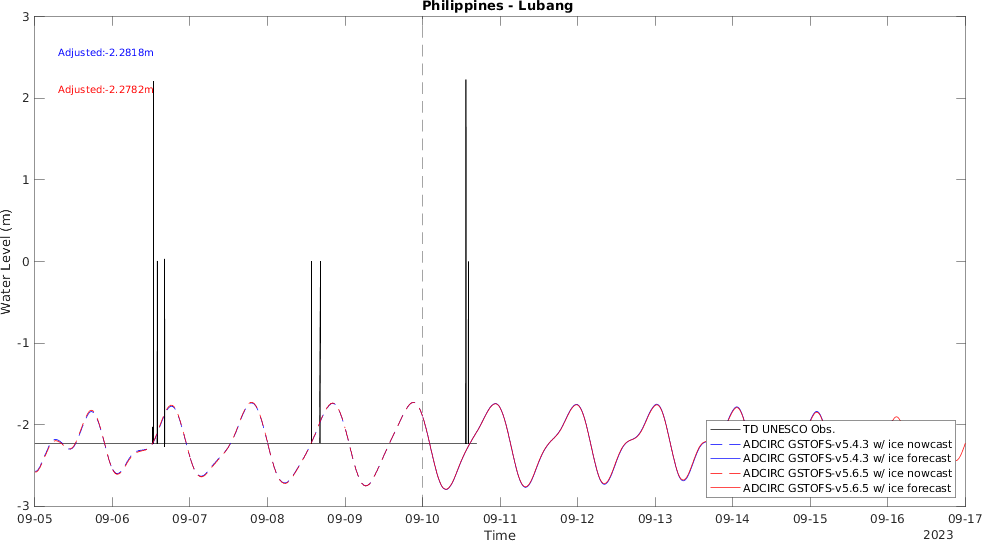 Philippines - Lubang
Adjusted:-2.2818m
Adjusted:-2.2782m
Water Level (m)
3
2
1
0
-1
-2
-3
09-05 09-06 09-07 09-08 09-09 09-10 09-11 09-12 09-13 09-14 09-15 09-16 09-17
Time
2023
TD UNESCO Obs.
ADCIRC GSTOFS-v5.4.3 w/ ice nowcast
ADCIRC GSTOFS-v5.4.3 w/ ice forecast
ADCIRC GSTOFS-v5.6.5 w/ ice nowcast
ADCIRC GSTOFS-v5.6.5 w/ ice forecast